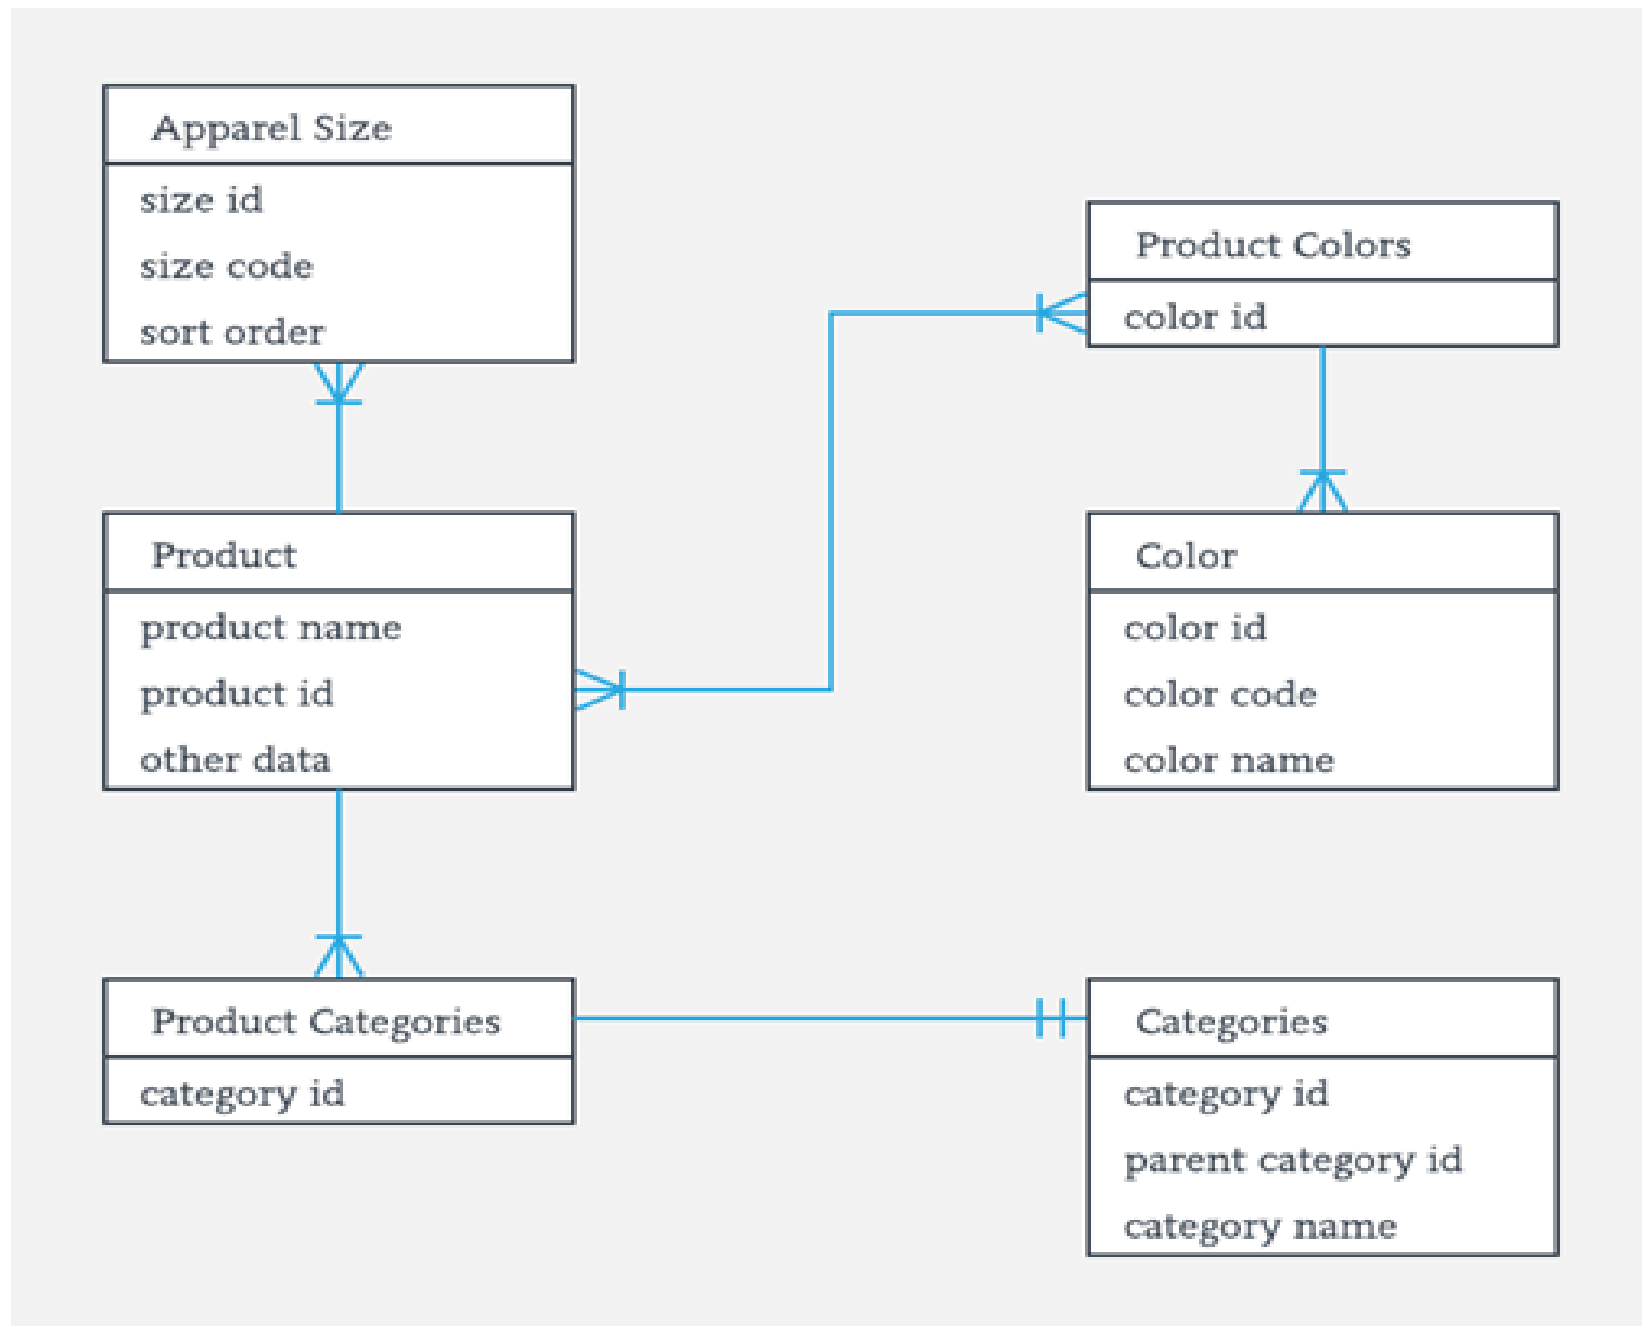 Apparel Size
size id
size code
sort order
Product Colors
color id
Product
product name
product id
other data
Color
color id
color code
color name
Product Categories
category id
Categories
category id
parent category id
category name